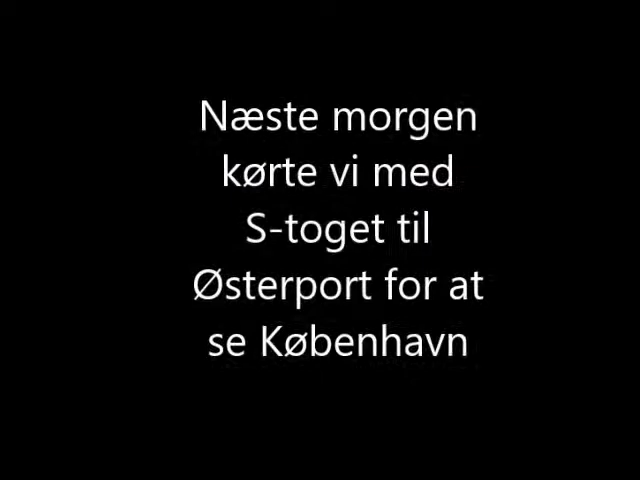 Næste morgen
kørte vi med
S-toget til
Østerport for at
se København